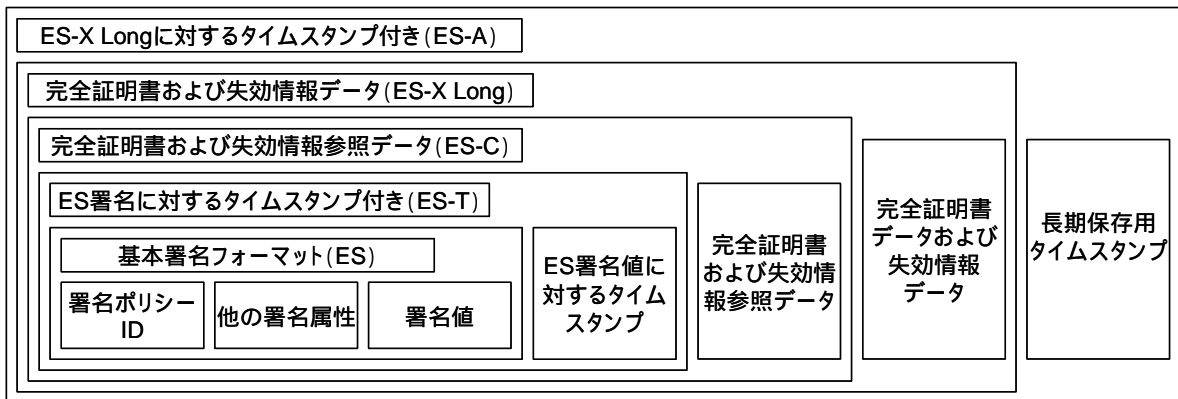 ES-X Longに対するタイムスタンプ付き(ES-A)
完全証明書および失効情報データ(ES-X Long)
完全証明書および失効情報参照データ(ES-C)
ES署名に対するタイムスタンプ付き(ES-T)
基本署名フォーマット(ES)
署名ポリシー
ID
他の署名属性
署名値
ES署名値に
対するタイム
スタンプ
完全証明書
および失効情
報参照データ
完全証明書
データおよび
失効情報
データ
長期保存用
タイムスタンプ